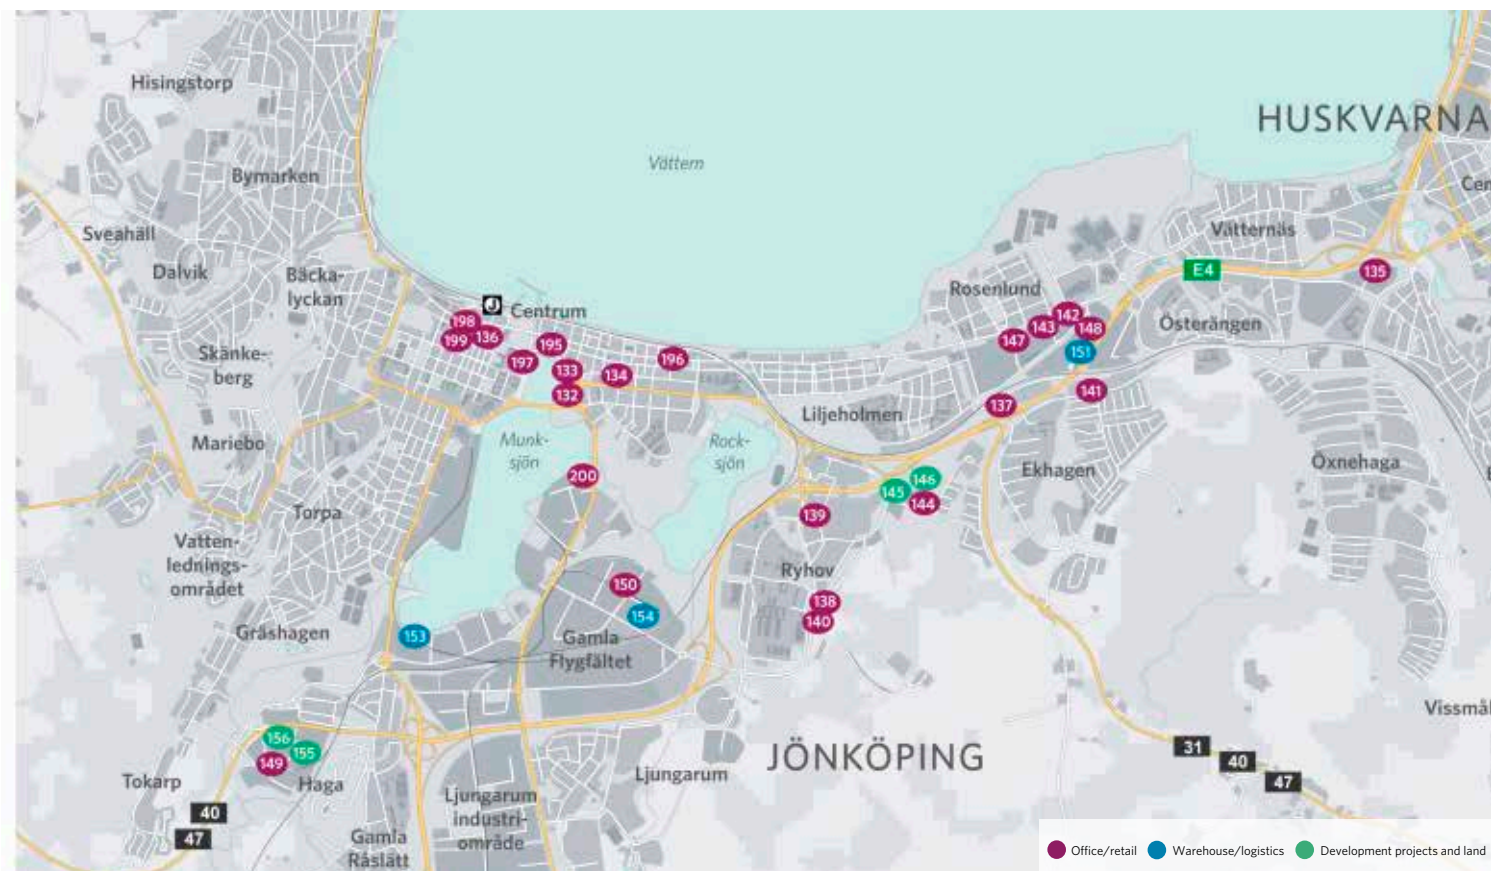 Hisingstorp
HUSKVARNA
Vättern
Bymarken
Cen
Sveahäll
Vätternäs
Dalvik
Bäcka-
lyckan
E4
135
Rosenlund
J
Centrum
198
199
136
195
197
133
134
196
132
142
143
148
147
151
Österängen
Skänke-
berg
141
137
Liljeholmen
Mariebo
Munk-
sjön
Rock-
sjön
Ekhagen
Öxnehaga
200
146
145
144
139
Torpa
Vatten-
lednings-
området
Ryhov
150
154
138
140
Gräshagen
153
Gamla
Flygfältet
Vissmål
156
155
149
Haga
Tokarp
40
47
JÖNKÖPING
Ljungarum
31
40
47
Ljungarum
industri-
område
Gamla
Råslätt
Office/retail
Warehouse/logistics
Development projects and land